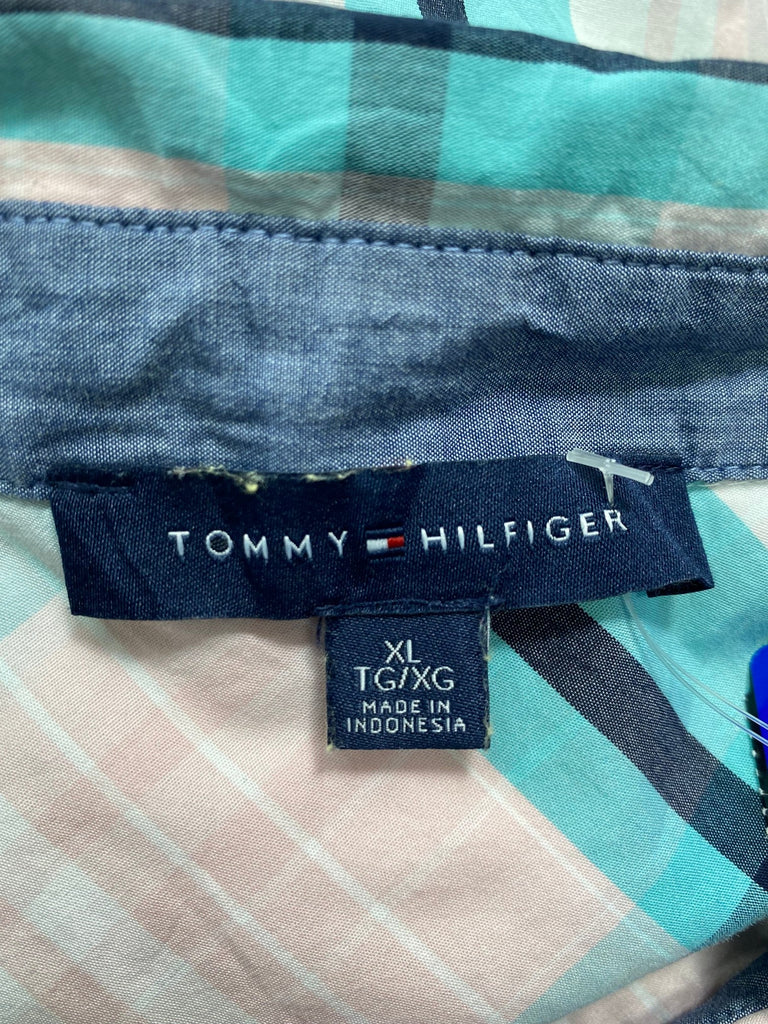 TOMMY HILFIGER
XL
TG/XG
MADE IN
INDONESIA